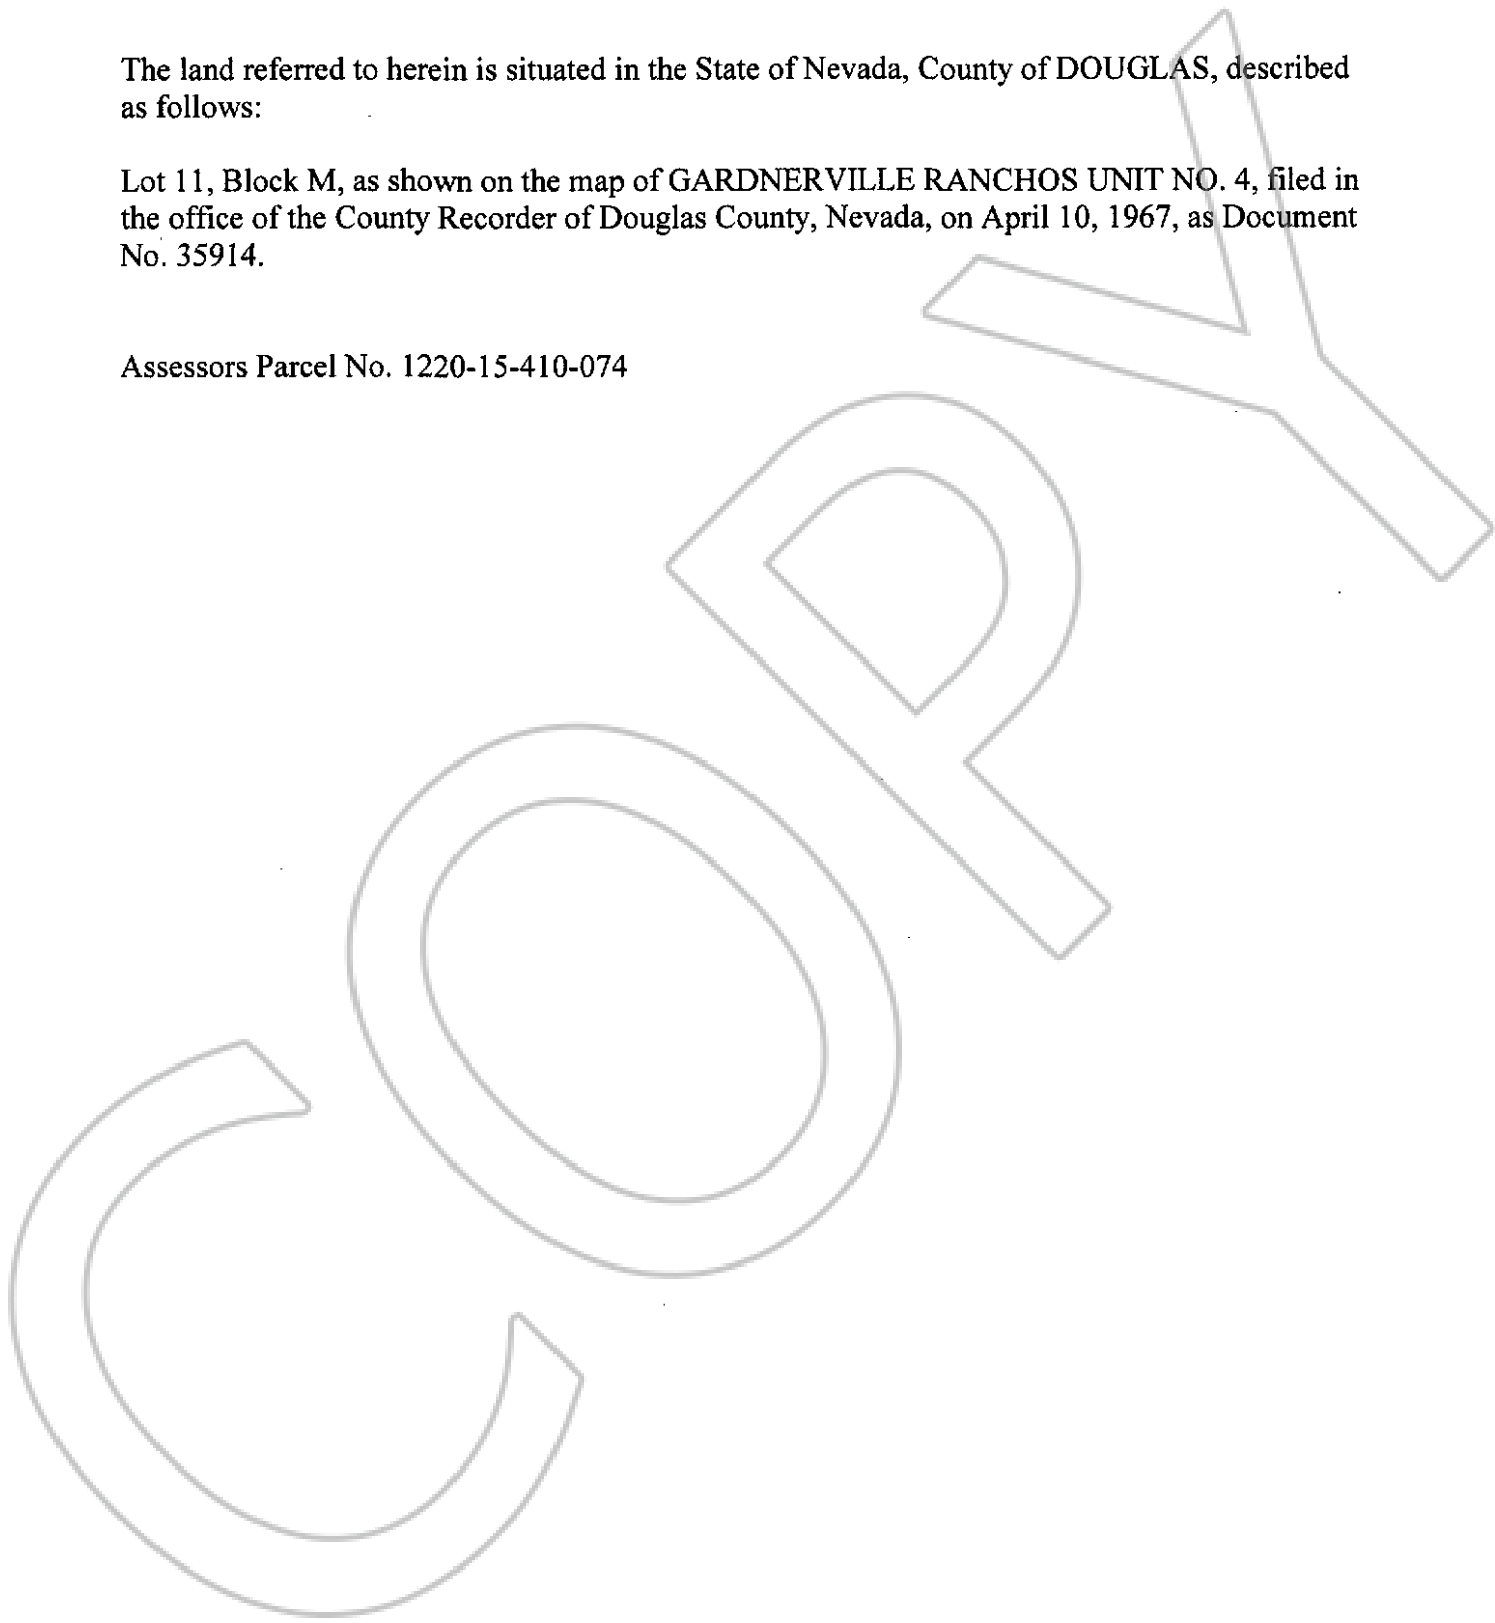 The land referred to herein is situated in the State of Nevada, County of DOUGLAS, described
as follows:
Lot 11, Block M, as shown on the map of GARDNERVILLE RANCHOS UNIT NO. 4, filed in
the office of the County Recorder of Douglas County, Nevada, on April 10, 1967, as Document
No. 35914.
Assessors Parcel No. 1220-15-410-074
COPY